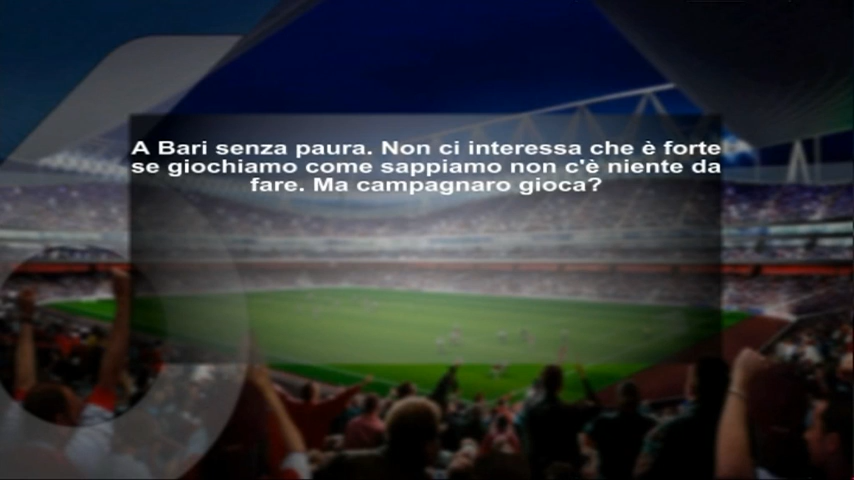 A Bari senza paura. Non ci interessa che è forte
se giochiamo come sappiamo non c'è niente da
fare. Ma campagnaro gioca?